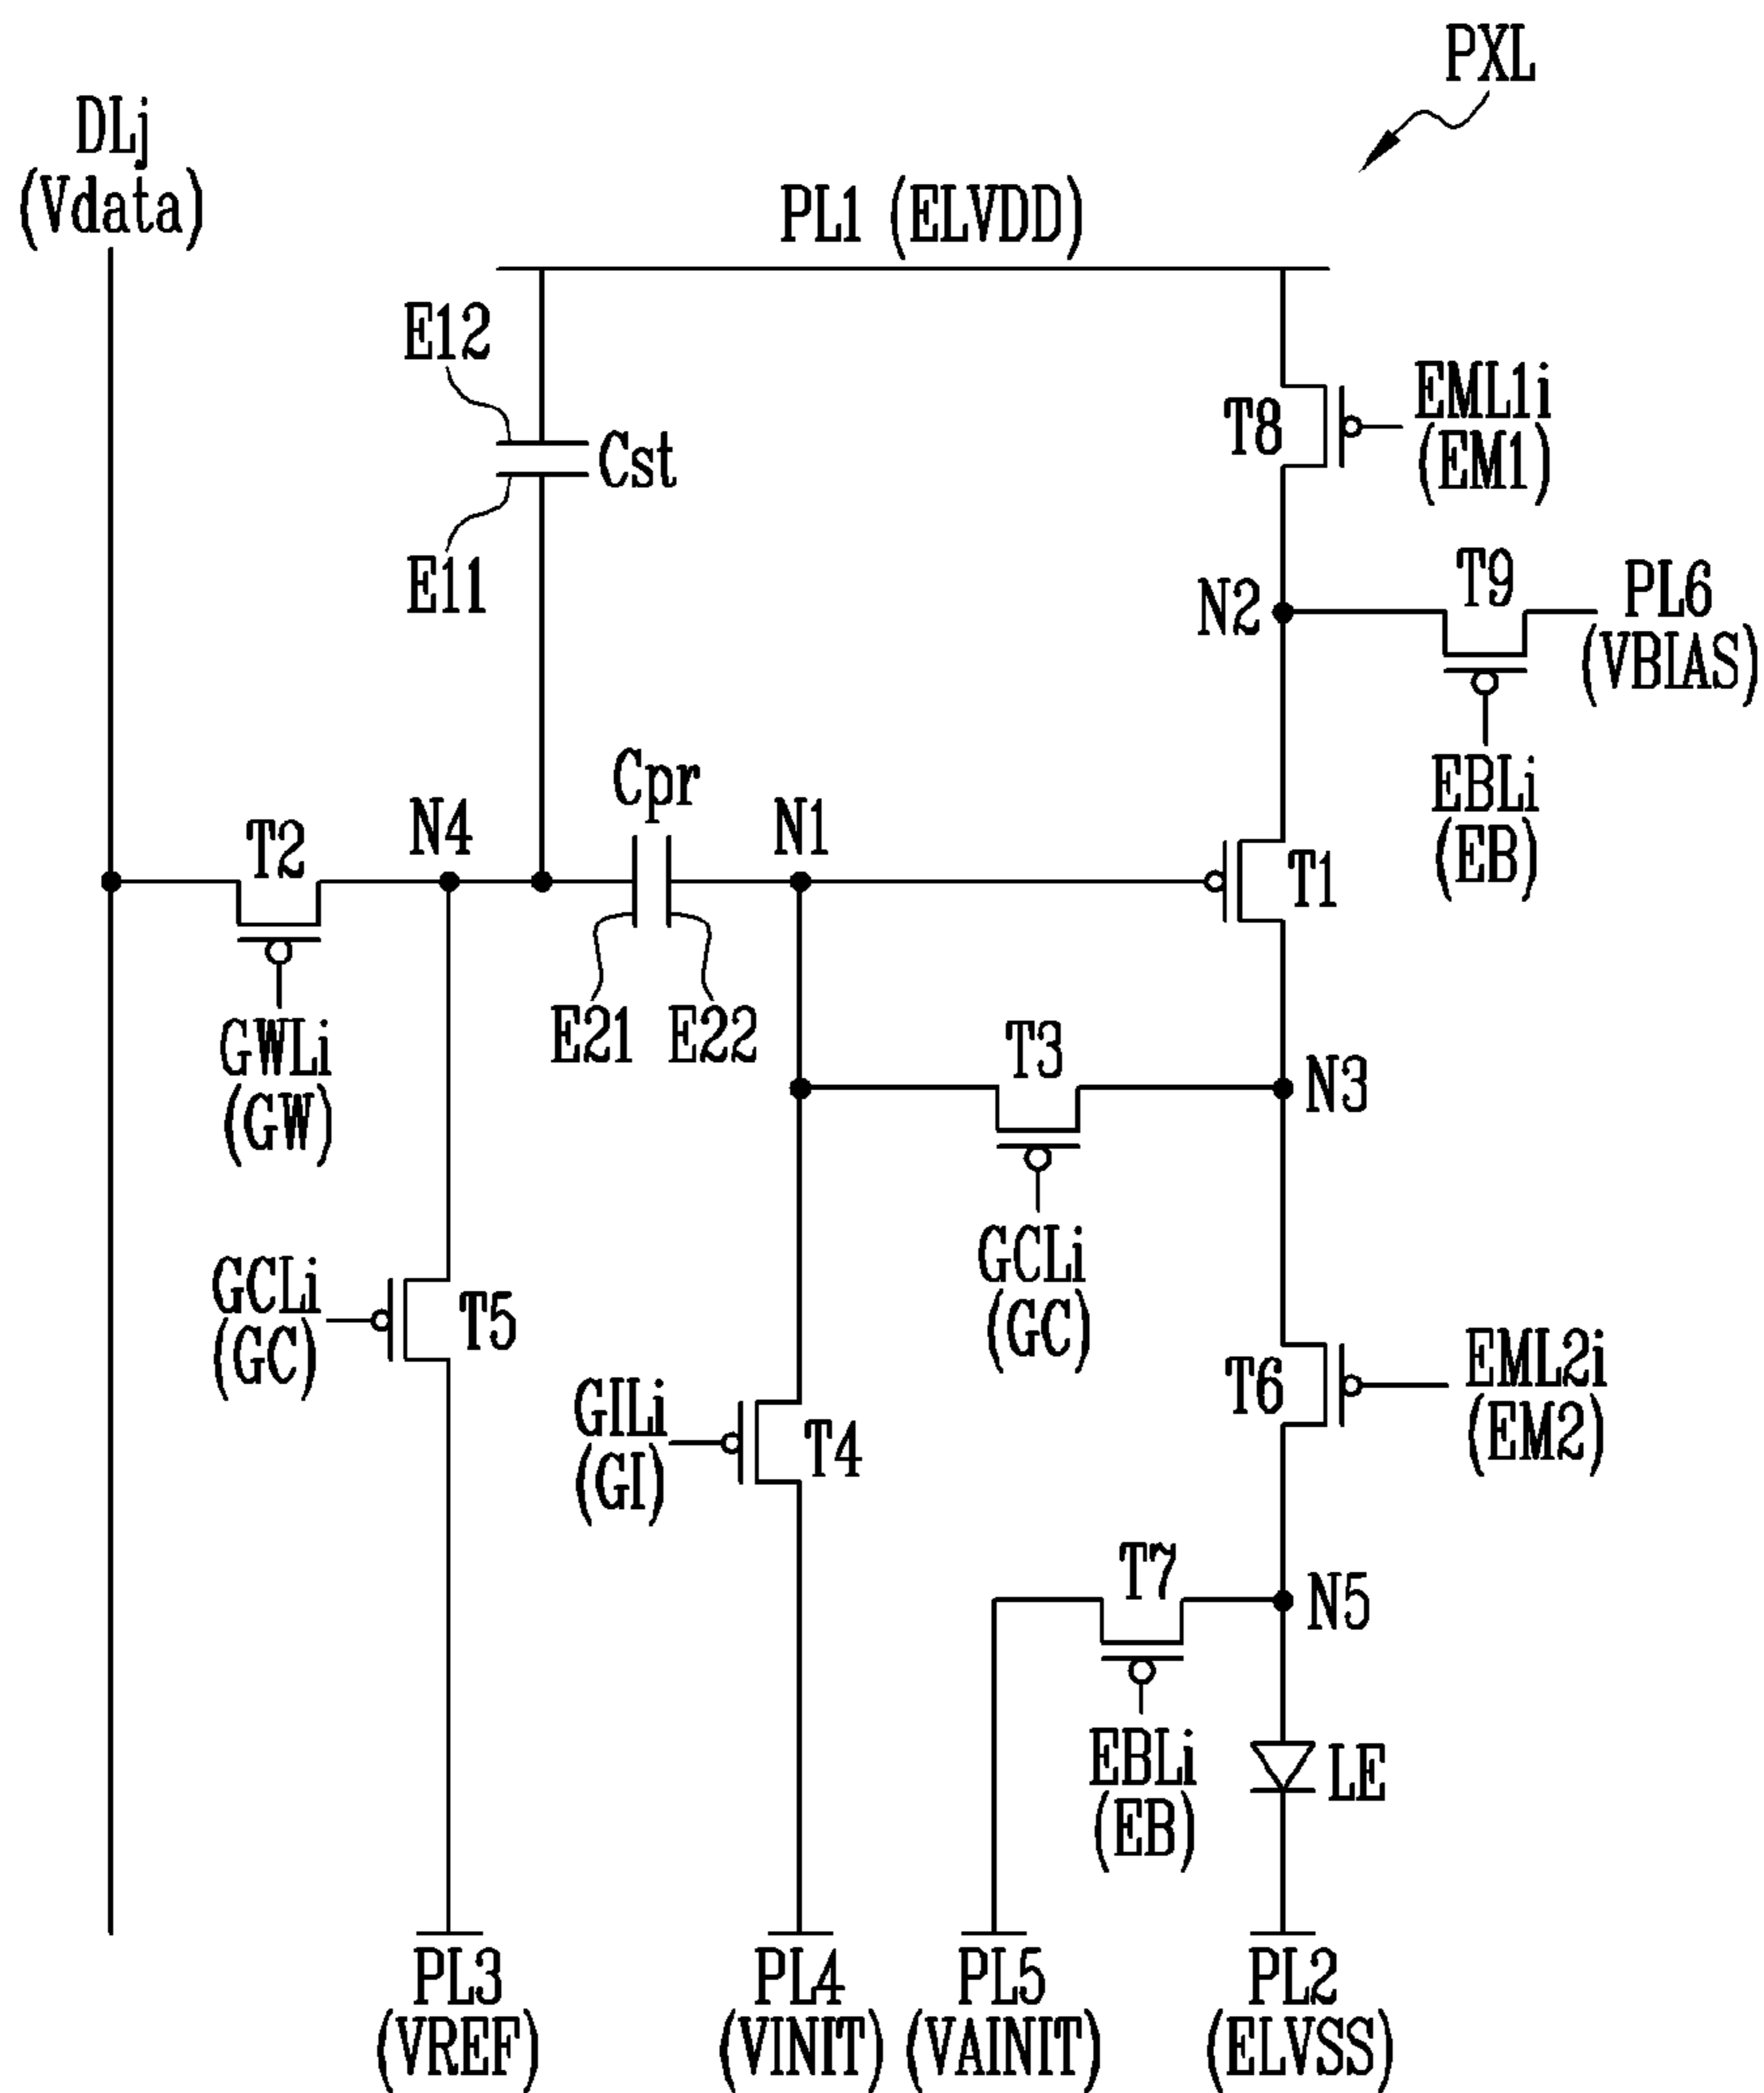 PXL
DLj
(Vdata)
PL1 (ELVDD)
E12
Cst
E11
T8
EML1i
(EM1)
N2
T9
PL6
(VBIAS)
EBLi
(EB)
T2
N4
Cpr
N1
T1
GWLi
(GW)
E21
E22
T3
N3
GCLi
(GC)
GCLi
(GC)
T5
GILi
(GI)
T4
T6
EML2i
(EM2)
T7
N5
EBLi
(EB)
LE
PL3
(VREF)
PL4
(VINIT)
PL5
(VAINIT)
PL2
(ELVSS)